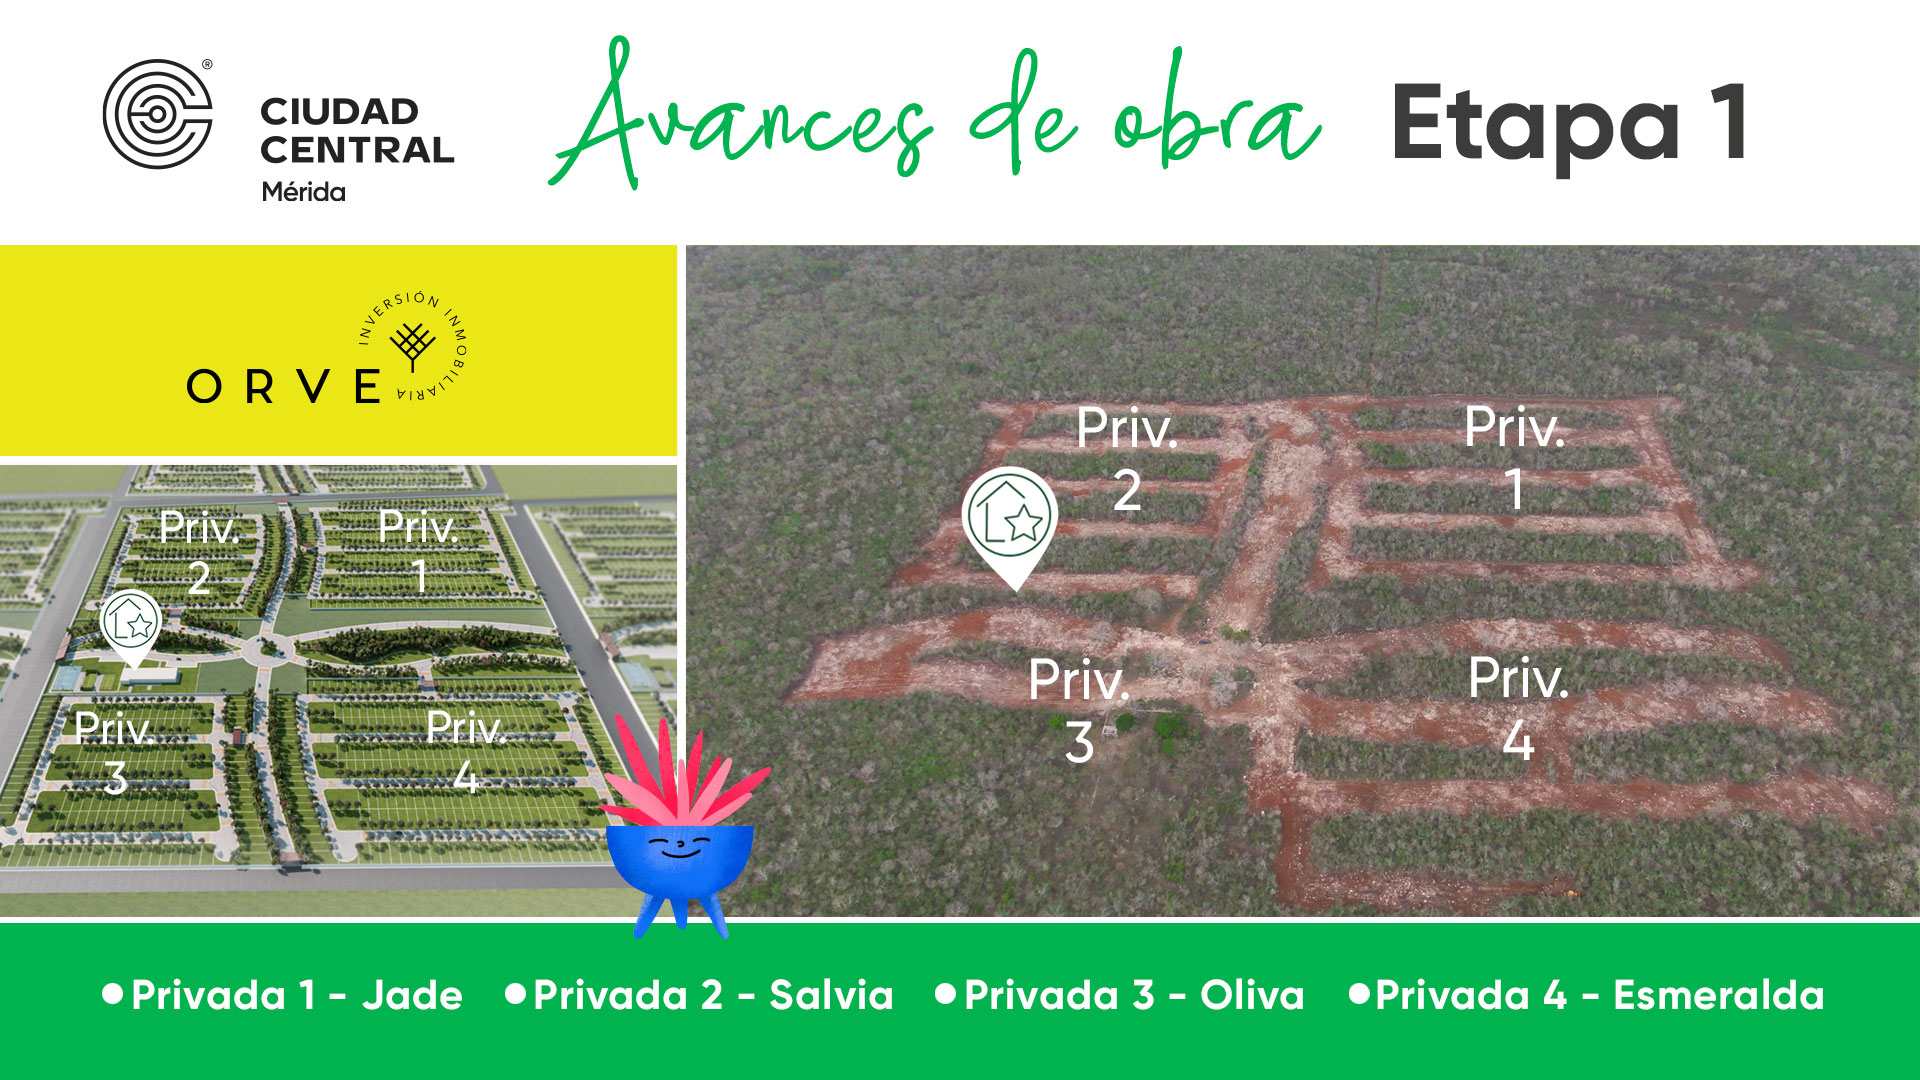 CIUDAD
CENTRAL
Mérida
®
Avances de obra Etapa 1
ORVE
INVERSIÓN INMOBILIARIA
Priv.
2
Priv.
1
Priv.
3
Priv.
4
Priv.
2
Priv.
1
Priv.
3
Priv.
4
Privada 1 - Jade
Privada 2 - Salvia
Privada 3 - Oliva
Privada 4 - Esmeralda